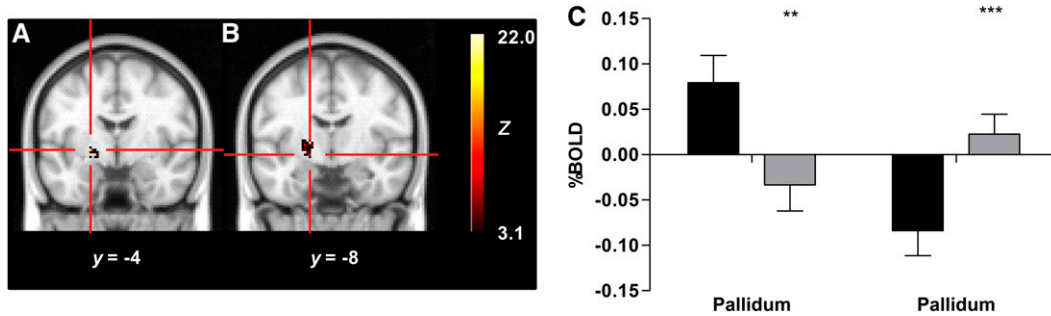 A
B
22.0
Z
3.1
y = -4
y = -8
C
**
***
0.15
0.10
0.05
0.00
-0.05
-0.10
-0.15
%BOLD
Pallidum
Pallidum